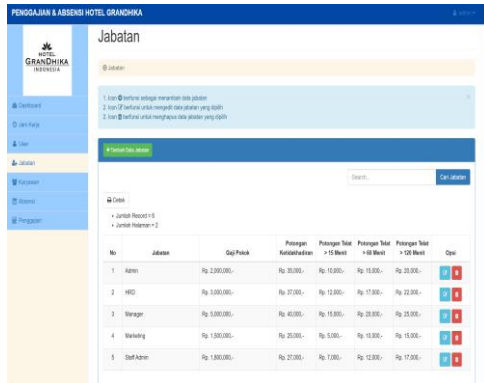 PENGGAJIAN & ABSENSI HOTEL GRANDHIKA
Admin
HOTEL
GRANDHIKA
INDONESIA
Dashboard
Jam Kerja
User
Jabatan
Karyawan
Absensi
Penggajian
Jabatan
Jabatan
1. Icon berfunsi sebagai menambah data jabatan
2. Icon berfunsi untuk mengedit data jabatan yang dipilih
3. Icon berfunsi untuk menghapus data jabatan yang dipilih
Tambah Data Jabatan
Search..
Cari Jabatan
Cetak
Jumlah Record = 6
Jumlah Halaman = 2
No Jabatan Gaji Pokok Potongan Ketidakhadiran Potongan Telat > 15 Menit Potongan Telat > 60 Menit Potongan Telat > 120 Menit Opsi
1 Admin Rp. 2,000,000,- Rp. 35,000,- Rp. 10,000,- Rp. 15,000,- Rp. 20,000,-
2 HRD Rp. 3,000,000,- Rp. 37,000,- Rp. 12,000,- Rp. 17,000,- Rp. 22,000,-
3 Manager Rp. 5,000,000,- Rp. 40,000,- Rp. 15,000,- Rp. 20,000,- Rp. 25,000,-
4 Marketing Rp. 1,500,000,- Rp. 25,000,- Rp. 5,000,- Rp. 10,000,- Rp. 15,000,-
5 Staff Admin Rp. 1,800,000,- Rp. 27,000,- Rp. 7,000,- Rp. 12,000,- Rp. 17,000,-